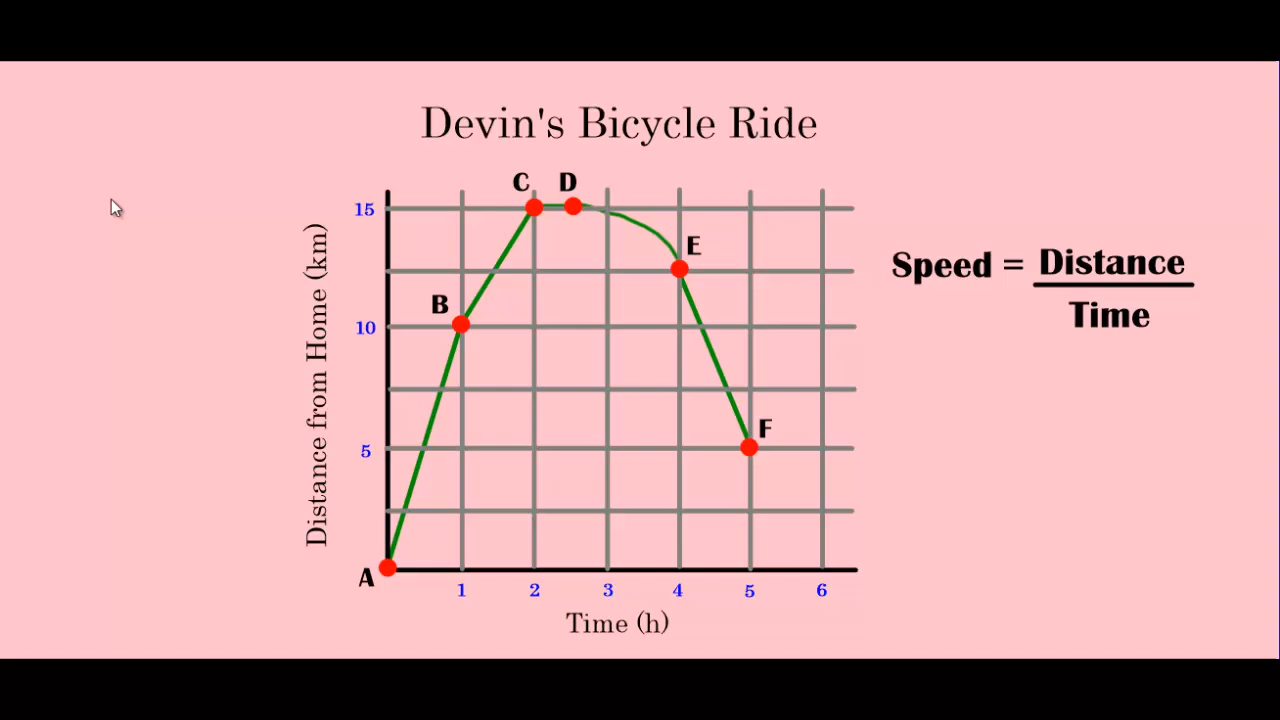 Devin's Bicycle Ride
C D
15
E
Speed = Distance
Time
B
10
Distance from Home (km)
F
5
A
1 2 3 4 5 6
Time (h)